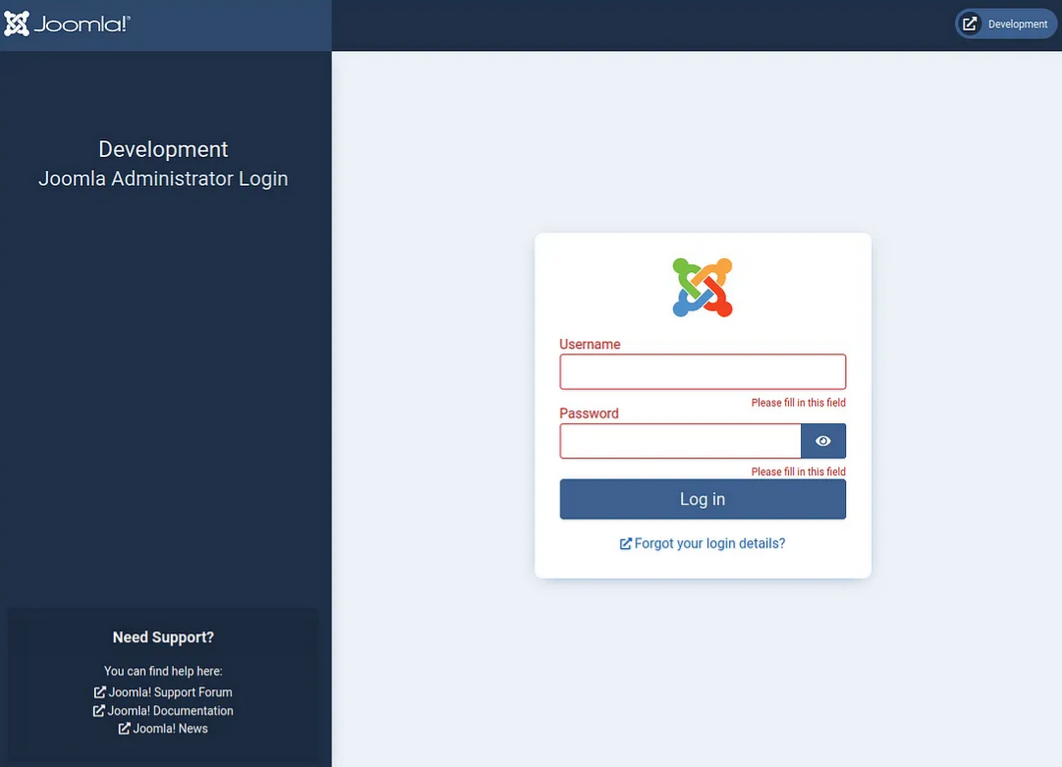 Joomla!®
Development
Development
Joomla Administrator Login
Username
Please fill in this field
Password
Please fill in this field
Log in
Forgot your login details?
Need Support?
You can find help here:
Joomla! Support Forum
Joomla! Documentation
Joomla! News